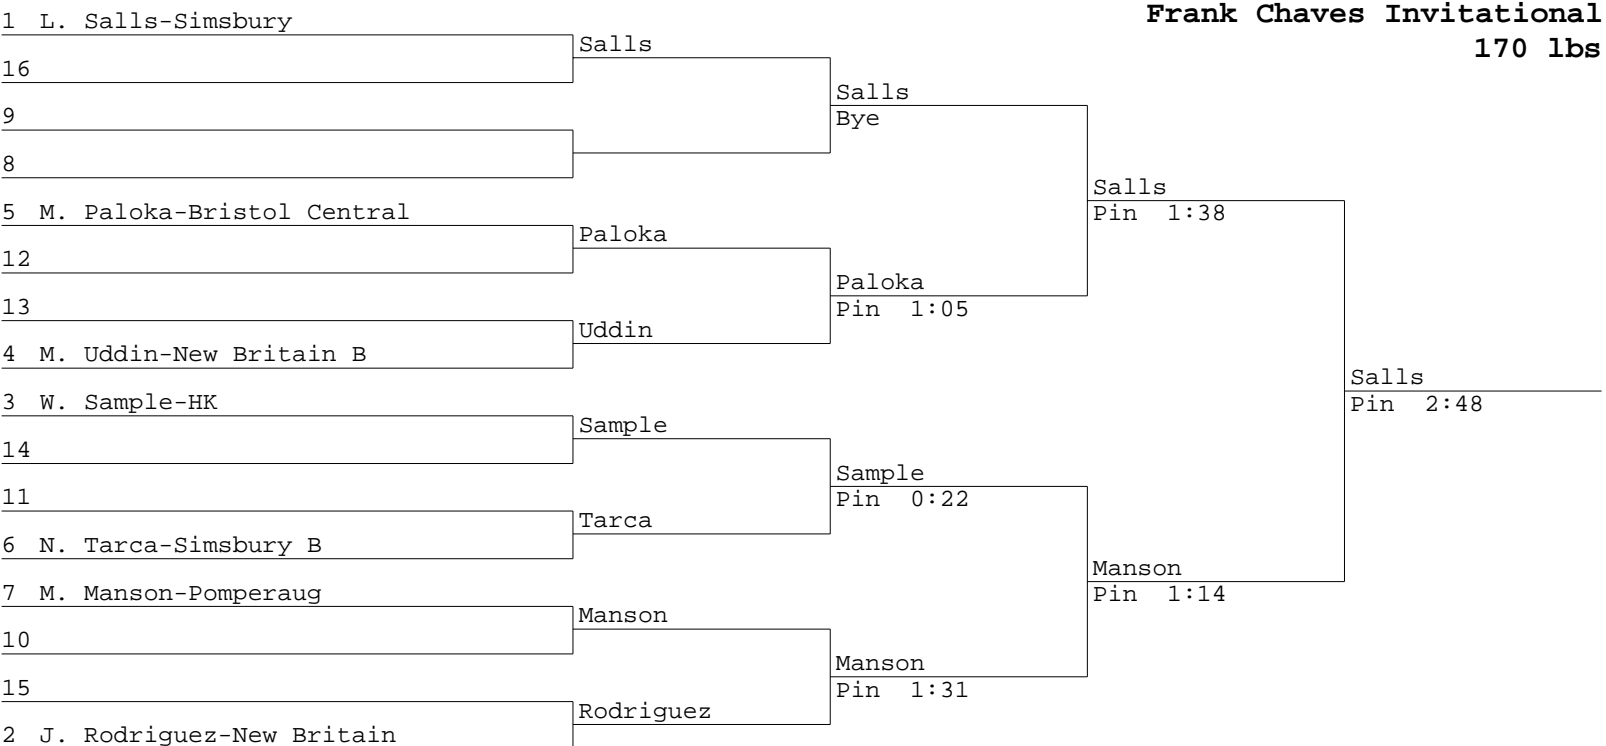 Frank Chaves Invitational
170 lbs
1 L. Salls-Simsbury
16
9
8
5 M. Paloka-Bristol Central
12
13
4 M. Uddin-New Britain B
3 W. Sample-HK
14
11
6 N. Tarca-Simsbury B
7 M. Manson-Pomperaug
10
15
2 J. Rodriguez-New Britain
Salls
Paloka
Uddin
Sample
Tarca
Manson
Rodriguez
Salls
Bye
Paloka
Pin 1:05
Sample
Pin 0:22
Manson
Pin 1:31
Salls
Pin 1:38
Manson
Pin 1:14
Salls
Pin 2:48